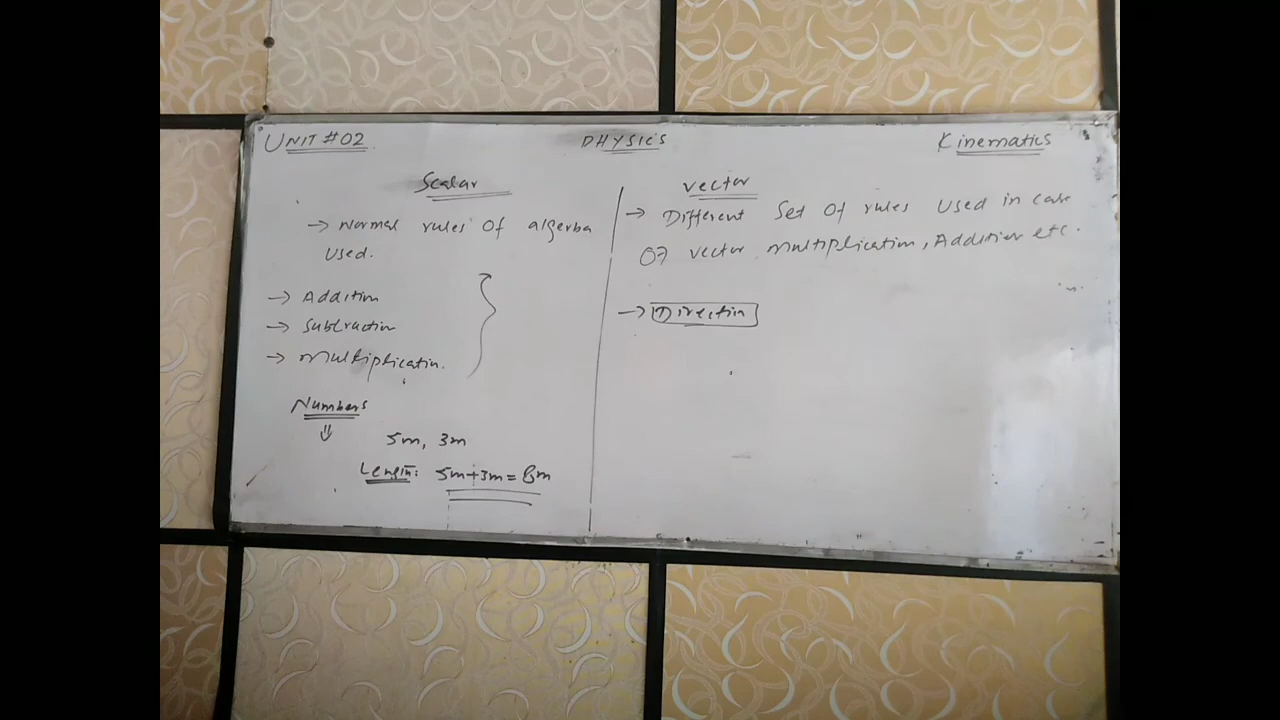 UNIT #02
PHYSICS
Kinematics
Scalar
→ Normal rules of algerba
used.
→ Addition
→ Subtraction
→ Multiplication.
Numbers
⇓
5m, 3m
Length: 5m+3m = 8m
Vector
→ Different set of rules used in case
of vector multiplication, Addition etc.
→ Direction